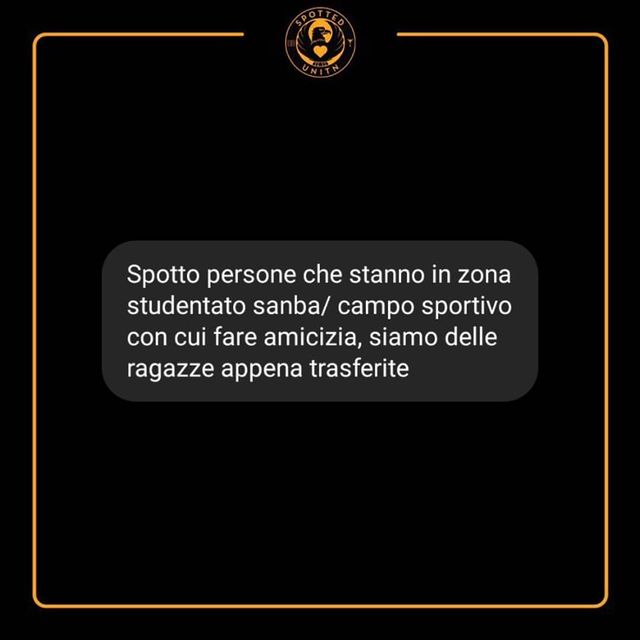 SPOTTED
UNITN
Spotto persone che stanno in zona
studentato sanba/ campo sportivo
con cui fare amicizia, siamo delle
ragazze appena trasferite